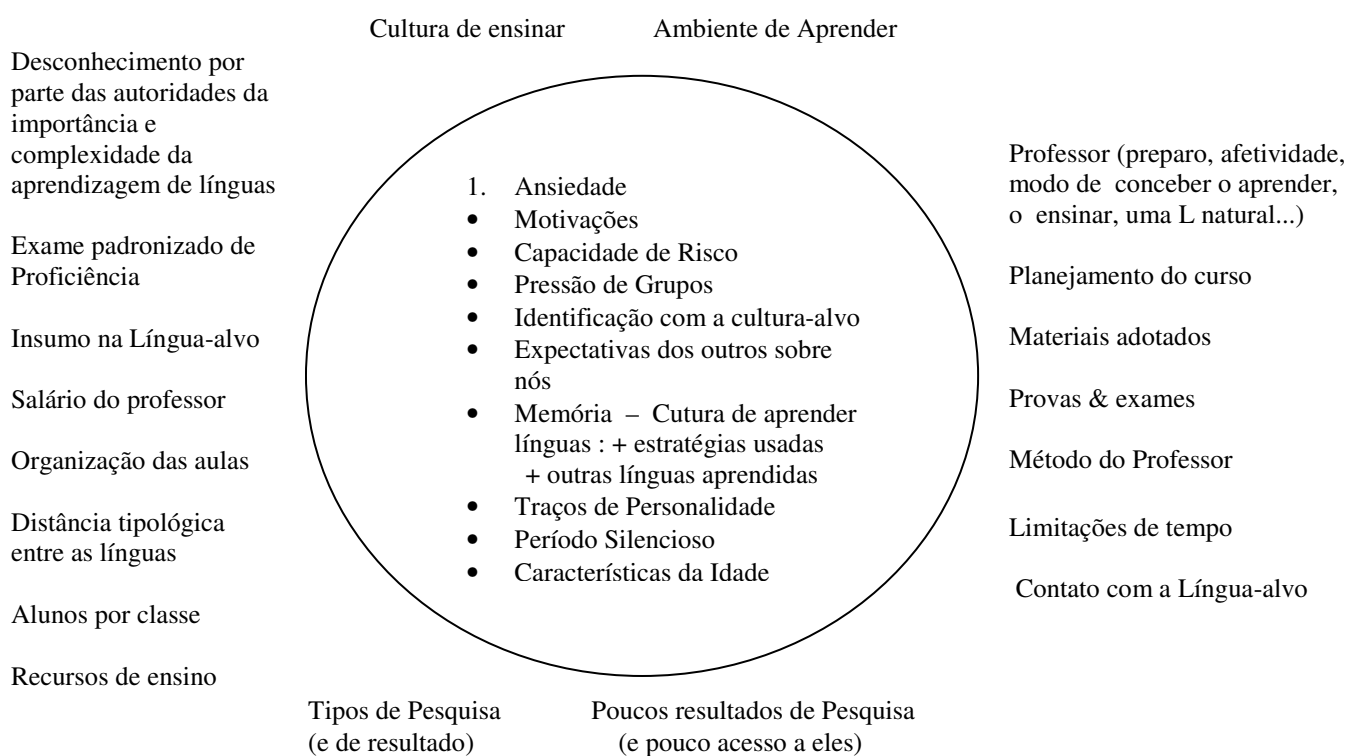 Cultura de ensinar
Ambiente de Aprender
Desconhecimento por
parte das autoridades da
importância e
complexidade da
aprendizagem de línguas
Exame padronizado de
Proficiência
Insumo na Língua-alvo
Salário do professor
Organização das aulas
Distância tipológica
entre as línguas
Alunos por classe
Recursos de ensino
1. Ansiedade
• Motivações
• Capacidade de Risco
• Pressão de Grupos
• Identificação com a cultura-alvo
• Expectativas dos outros sobre
nós
• Memória – Cutura de aprender
línguas : + estratégias usadas
+ outras línguas aprendidas
• Traços de Personalidade
• Período Silencioso
• Características da Idade
Professor (preparo, afetividade,
modo de conceber o aprender,
o ensinar, uma L natural...)
Planejamento do curso
Materiais adotados
Provas & exames
Método do Professor
Limitações de tempo
Contato com a Língua-alvo
Tipos de Pesquisa
(e de resultado)
Poucos resultados de Pesquisa
(e pouco acesso a eles)